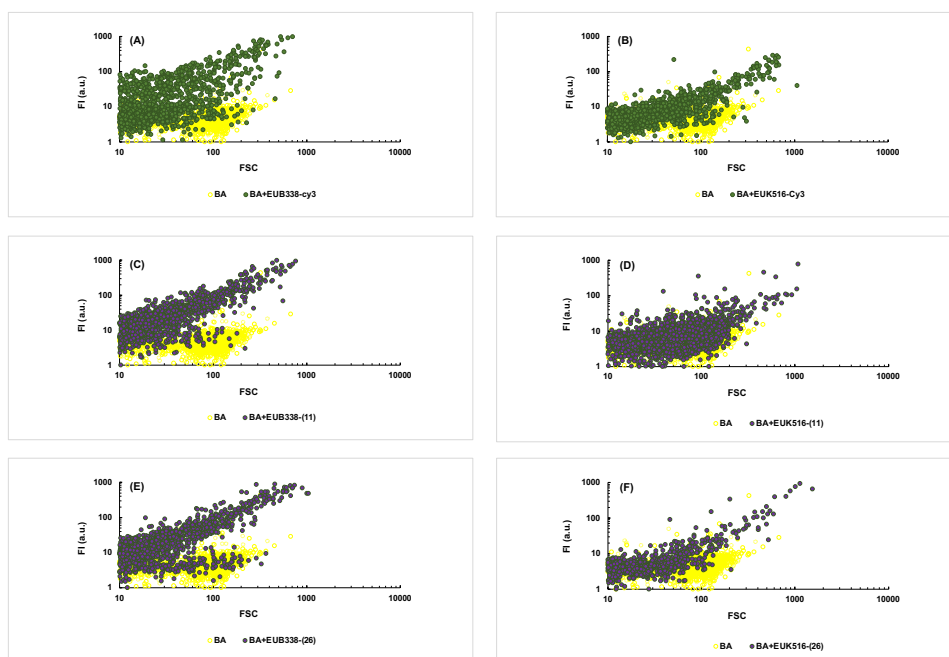 (A)
1000
100
10
1
FI (a.u.)
10 100 1000 10000
FSC
BA BA+EUB338-cy3
(B)
1000
100
10
1
FI (a.u.)
10 100 1000 10000
FSC
BA BA+EUK516-Cy3
(C)
1000
100
10
1
FI (a.u.)
10 100 1000 10000
FSC
BA BA+EUB338-(11)
(D)
1000
100
10
1
FI (a.u.)
10 100 1000 10000
FSC
BA BA+EUK516-(11)
(E)
1000
100
10
1
FI (a.u.)
10 100 1000 10000
FSC
BA BA+EUB338-(26)
(F)
1000
100
10
1
FI (a.u.)
10 100 1000 10000
FSC
BA BA+EUK516-(26)